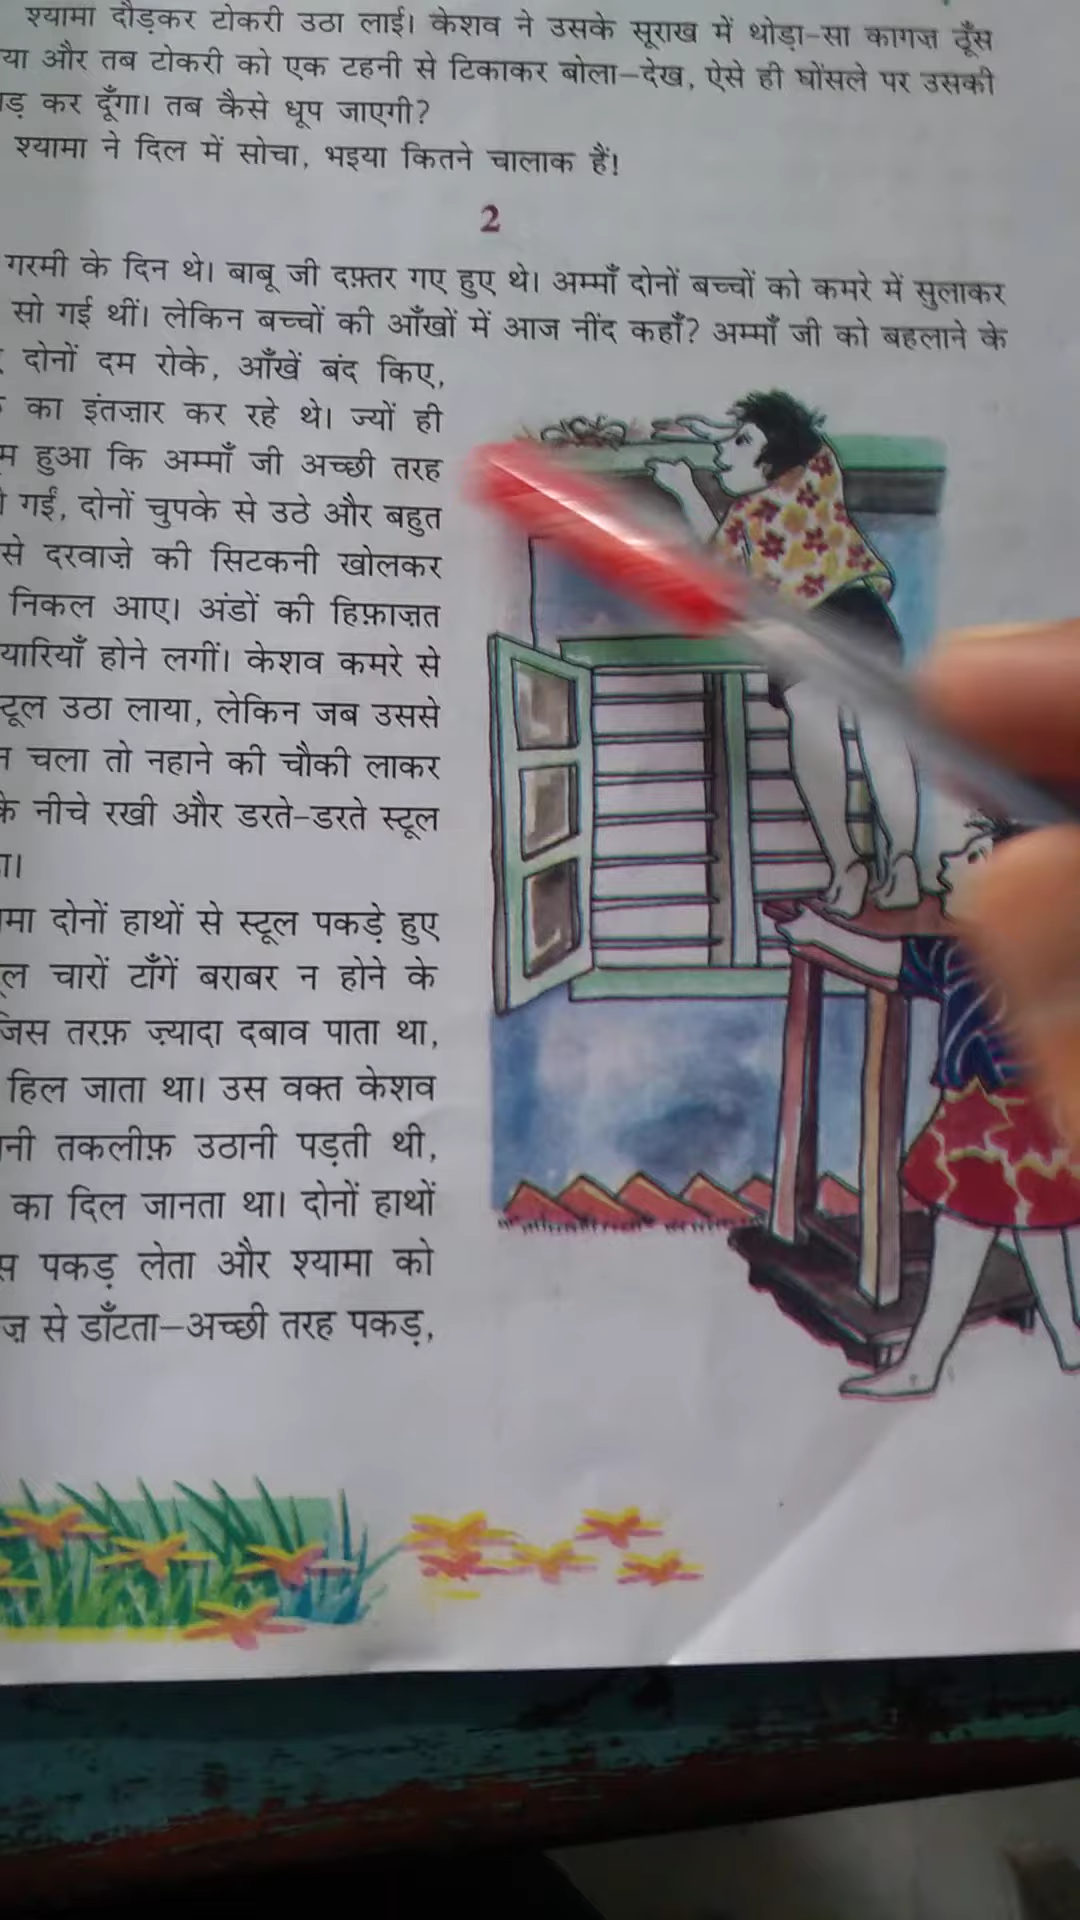 श्यामा दौड़कर टोकरी उठा लाई। केशव ने उसके सूराख में थोड़ा-सा कागज़ ठूँस
और तब टोकरी को एक टहनी से टिकाकर बोला-देख, ऐसे ही घोंसले पर उसकी
कर दूँगा। तब कैसे धूप जाएगी?
श्यामा ने दिल में सोचा, भइया कितने चालाक हैं!
2
गरमी के दिन थे। बाबू जी दफ़्तर गए हुए थे। अम्माँ दोनों बच्चों को कमरे में सुलाकर
सो गई थीं। लेकिन बच्चों की आँखों में आज नींद कहाँ? अम्माँ जी को बहलाने के
दोनों दम रोके, आँखें बंद किए,
का इंतज़ार कर रहे थे। ज्यों ही
हुआ कि अम्माँ जी अच्छी तरह
गईं, दोनों चुपके से उठे और बहुत
से दरवाज़े की सिटकनी खोलकर
निकल आए। अंडों की हिफ़ाज़त
होने लगीं। केशव कमरे से
उठा लाया, लेकिन जब उससे
चला तो नहाने की चौकी लाकर
के नीचे रखी और डरते-डरते स्टूल
दोनों हाथों से स्टूल पकड़े हुए
चारों टाँगें बराबर न होने के
जिस तरफ़ ज़्यादा दबाव पाता था,
हिल जाता था। उस वक्त केशव
तकलीफ़ उठानी पड़ती थी,
का दिल जानता था। दोनों हाथों
पकड़ लेता और श्यामा को
से डाँटता-अच्छी तरह पकड़,